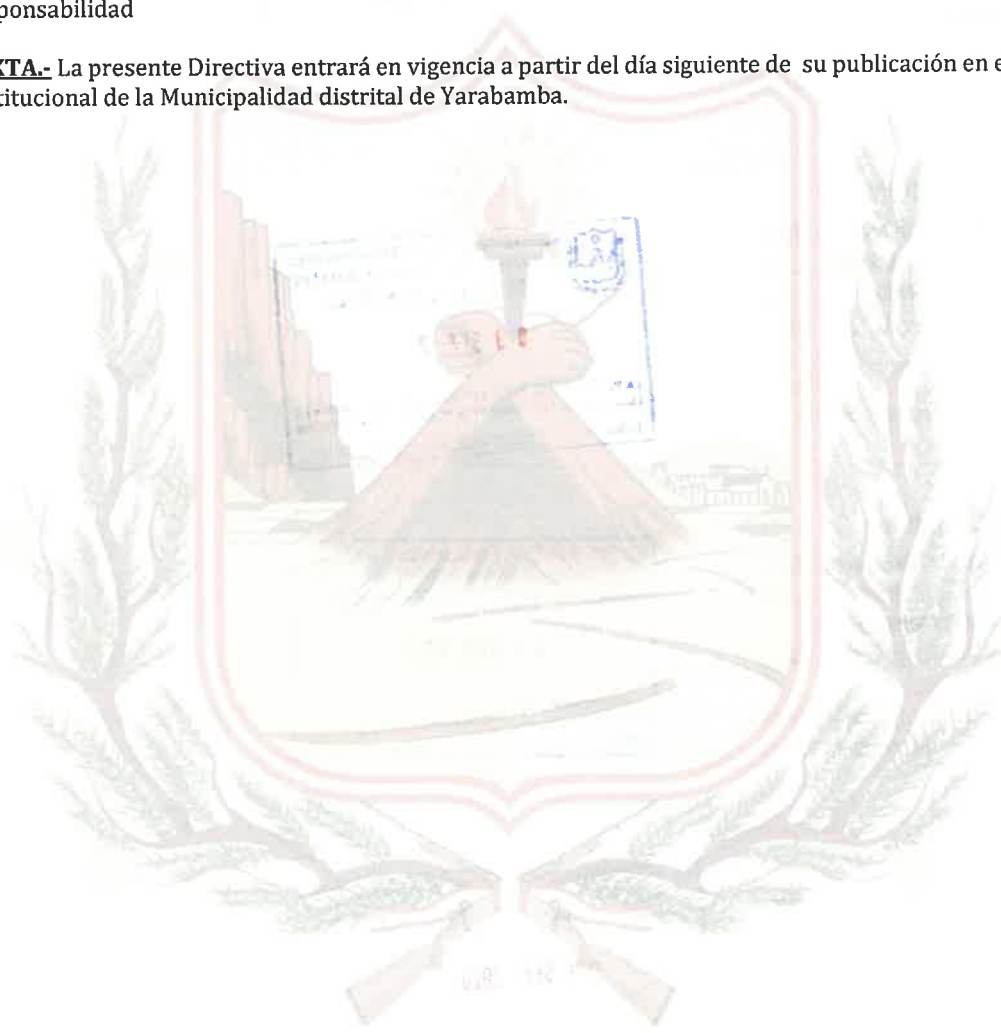 ponsabilidad
XTA.- La presente Directiva entrará en vigencia a partir del día siguiente de su publicación en e
titucional de la Municipalidad distrital de Yarabamba.